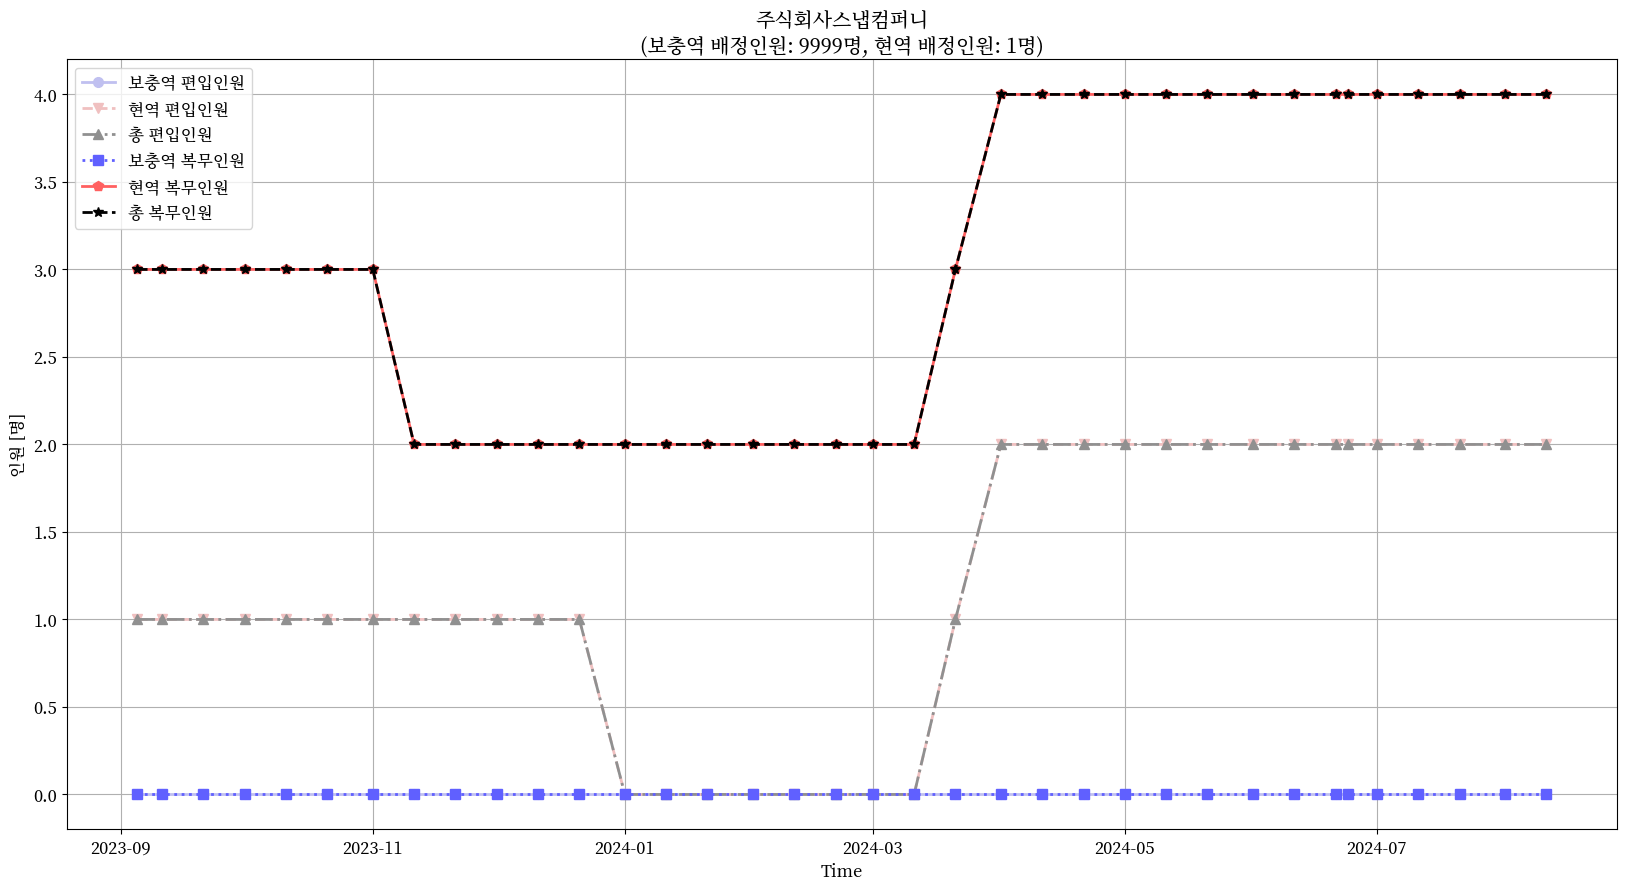 주식회사스냅컴퍼니
(보충역 배정인원: 9999명, 현역 배정인원: 1명)
보충역 편입인원
현역 편입인원
총 편입인원
보충역 복무인원
현역 복무인원
총 복무인원
인원 [명]
4.0
3.5
3.0
2.5
2.0
1.5
1.0
0.5
0.0
2023-09 2023-11 2024-01 2024-03 2024-05 2024-07
Time